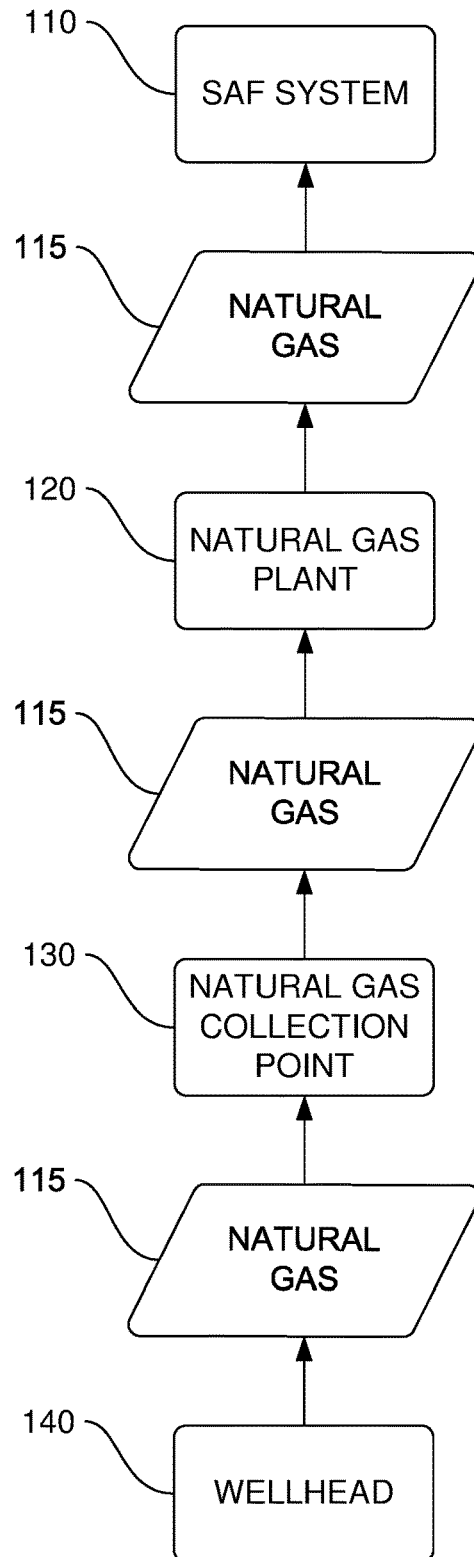 110
SAF SYSTEM
115
NATURAL
GAS
120
NATURAL GAS
PLANT
115
NATURAL
GAS
130
NATURAL GAS
COLLECTION
POINT
115
NATURAL
GAS
140
WELLHEAD